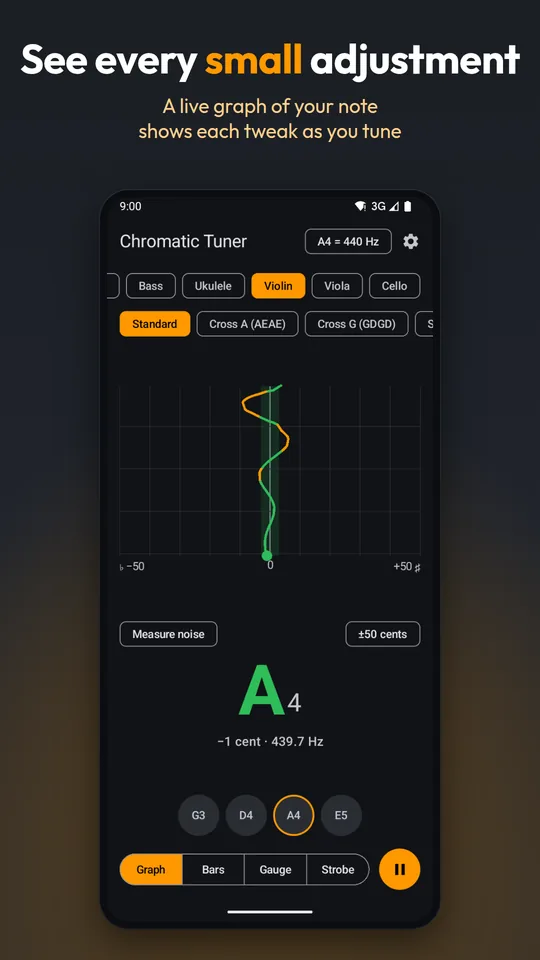 See every small adjustment
A live graph of your note
shows each tweak as you tune
9:00 3G
Chromatic Tuner A4 = 440 Hz
Bass Ukulele Violin Viola Cello
Standard Cross A (AEAE) Cross G (GDGD) S
♭ −50 0 +50 ♯
Measure noise ±50 cents
A4
−1 cent · 439.7 Hz
G3 D4 A4 E5
Graph Bars Gauge Strobe